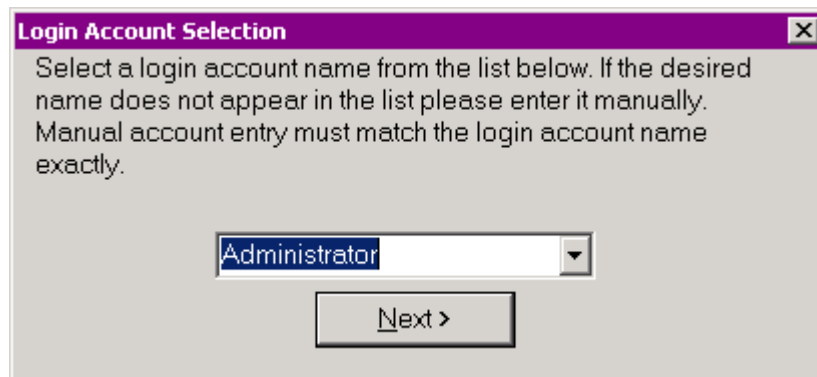 Login Account Selection
Select a login account name from the list below. If the desired
name does not appear in the list please enter it manually.
Manual account entry must match the login account name
exactly.
Administrator
Next >